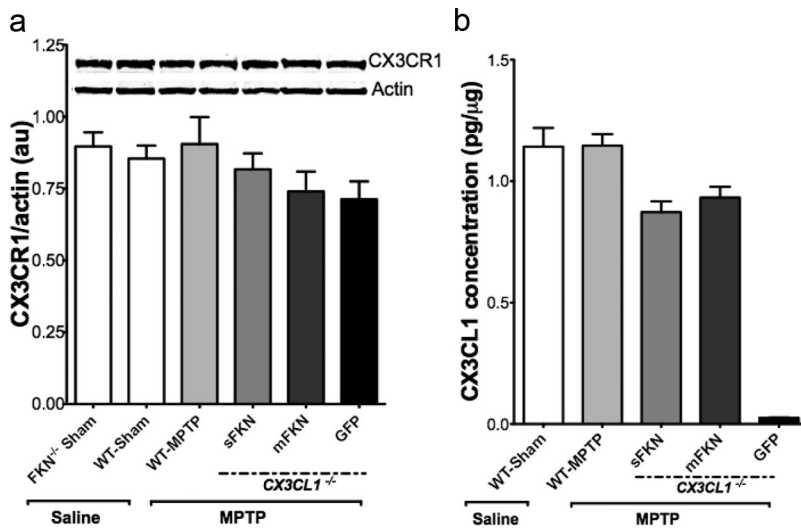 a
1.25
CX3CR1
Actin
1.00
0.75
0.50
0.25
0.00
CX3CR1/actin (au)
FKN-/- Sham
WT-Sham
WT-MPTP
sFKN
mFKN
GFP
CX3CL1 -/-
Saline
MPTP
b
1.5
1.0
0.5
0.0
CX3CL1 concentration (pg/µg)
WT-Sham
WT-MPTP
sFKN
mFKN
GFP
CX3CL1-/-
Saline
MPTP